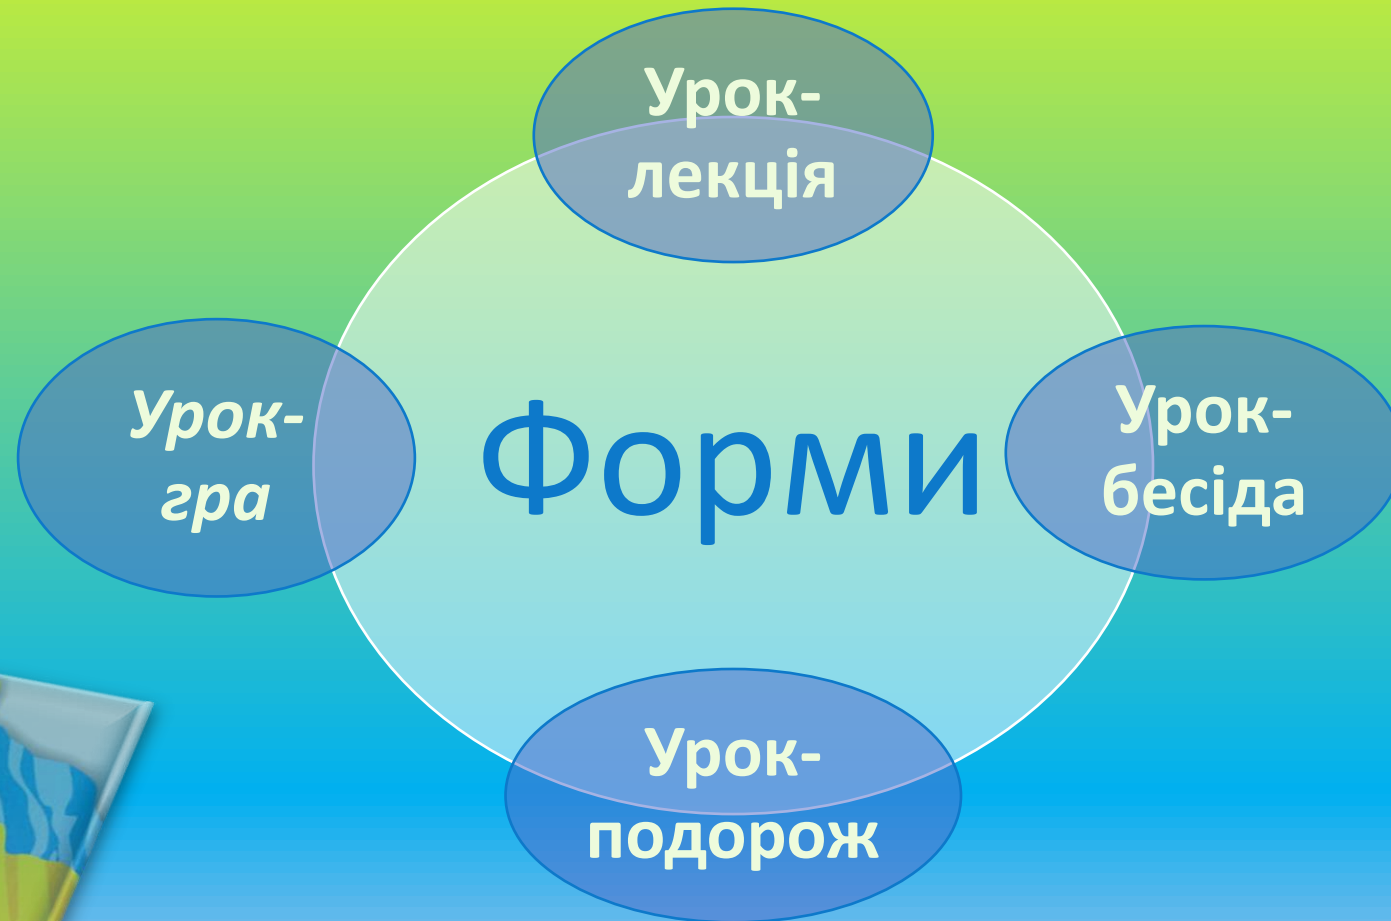 Урок-
лекція
Урок-
гра
Форми
Урок-
бесіда
Урок-
подорож